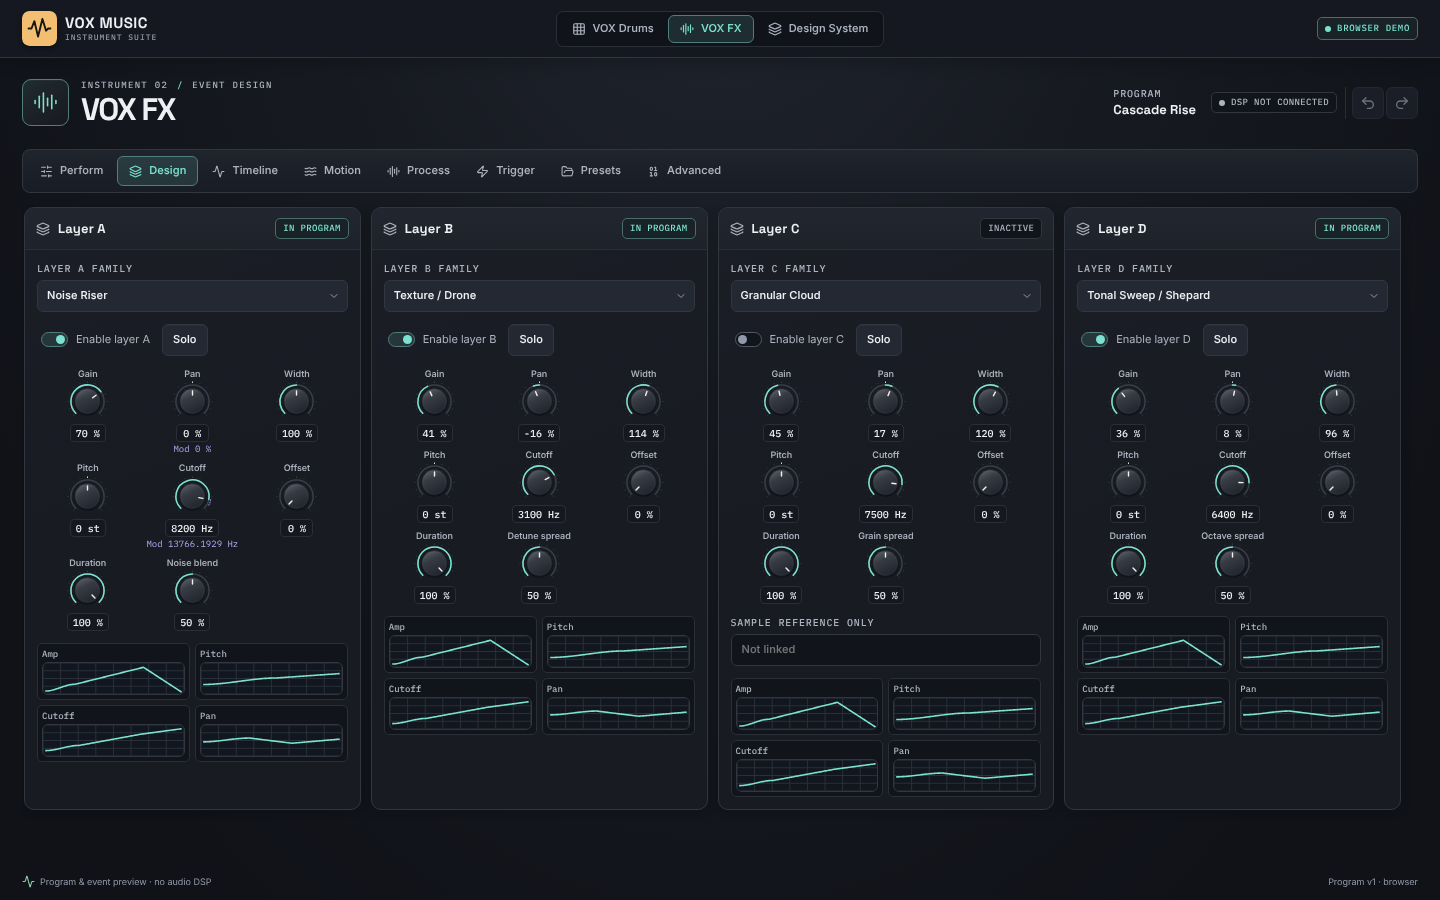 VOX MUSIC
INSTRUMENT SUITE
VOX Drums
VOX FX
Design System
BROWSER DEMO
INSTRUMENT 02 / EVENT DESIGN
VOX FX
PROGRAM
Cascade Rise
DSP NOT CONNECTED
Perform
Design
Timeline
Motion
Process
Trigger
Presets
Advanced
Layer A
IN PROGRAM
LAYER A FAMILY
Noise Riser
Enable layer A
Solo
Gain Pan Width
70 % 0 % 100 %
Mod 0 %
Pitch Cutoff Offset
0 st 8200 Hz 0 %
Mod 13766.1929 Hz
Duration Noise blend
100 % 50 %
Amp Pitch
Cutoff Pan
Layer B
IN PROGRAM
LAYER B FAMILY
Texture / Drone
Enable layer B
Solo
Gain Pan Width
41 % -16 % 114 %
Pitch Cutoff Offset
0 st 3100 Hz 0 %
Duration Detune spread
100 % 50 %
Amp Pitch
Cutoff Pan
Layer C
INACTIVE
LAYER C FAMILY
Granular Cloud
Enable layer C
Solo
Gain Pan Width
45 % 17 % 120 %
Pitch Cutoff Offset
0 st 7500 Hz 0 %
Duration Grain spread
100 % 50 %
SAMPLE REFERENCE ONLY
Not linked
Amp Pitch
Cutoff Pan
Layer D
IN PROGRAM
LAYER D FAMILY
Tonal Sweep / Shepard
Enable layer D
Solo
Gain Pan Width
36 % 8 % 96 %
Pitch Cutoff Offset
0 st 6400 Hz 0 %
Duration Octave spread
100 % 50 %
Amp Pitch
Cutoff Pan
Program & event preview · no audio DSP
Program v1 · browser